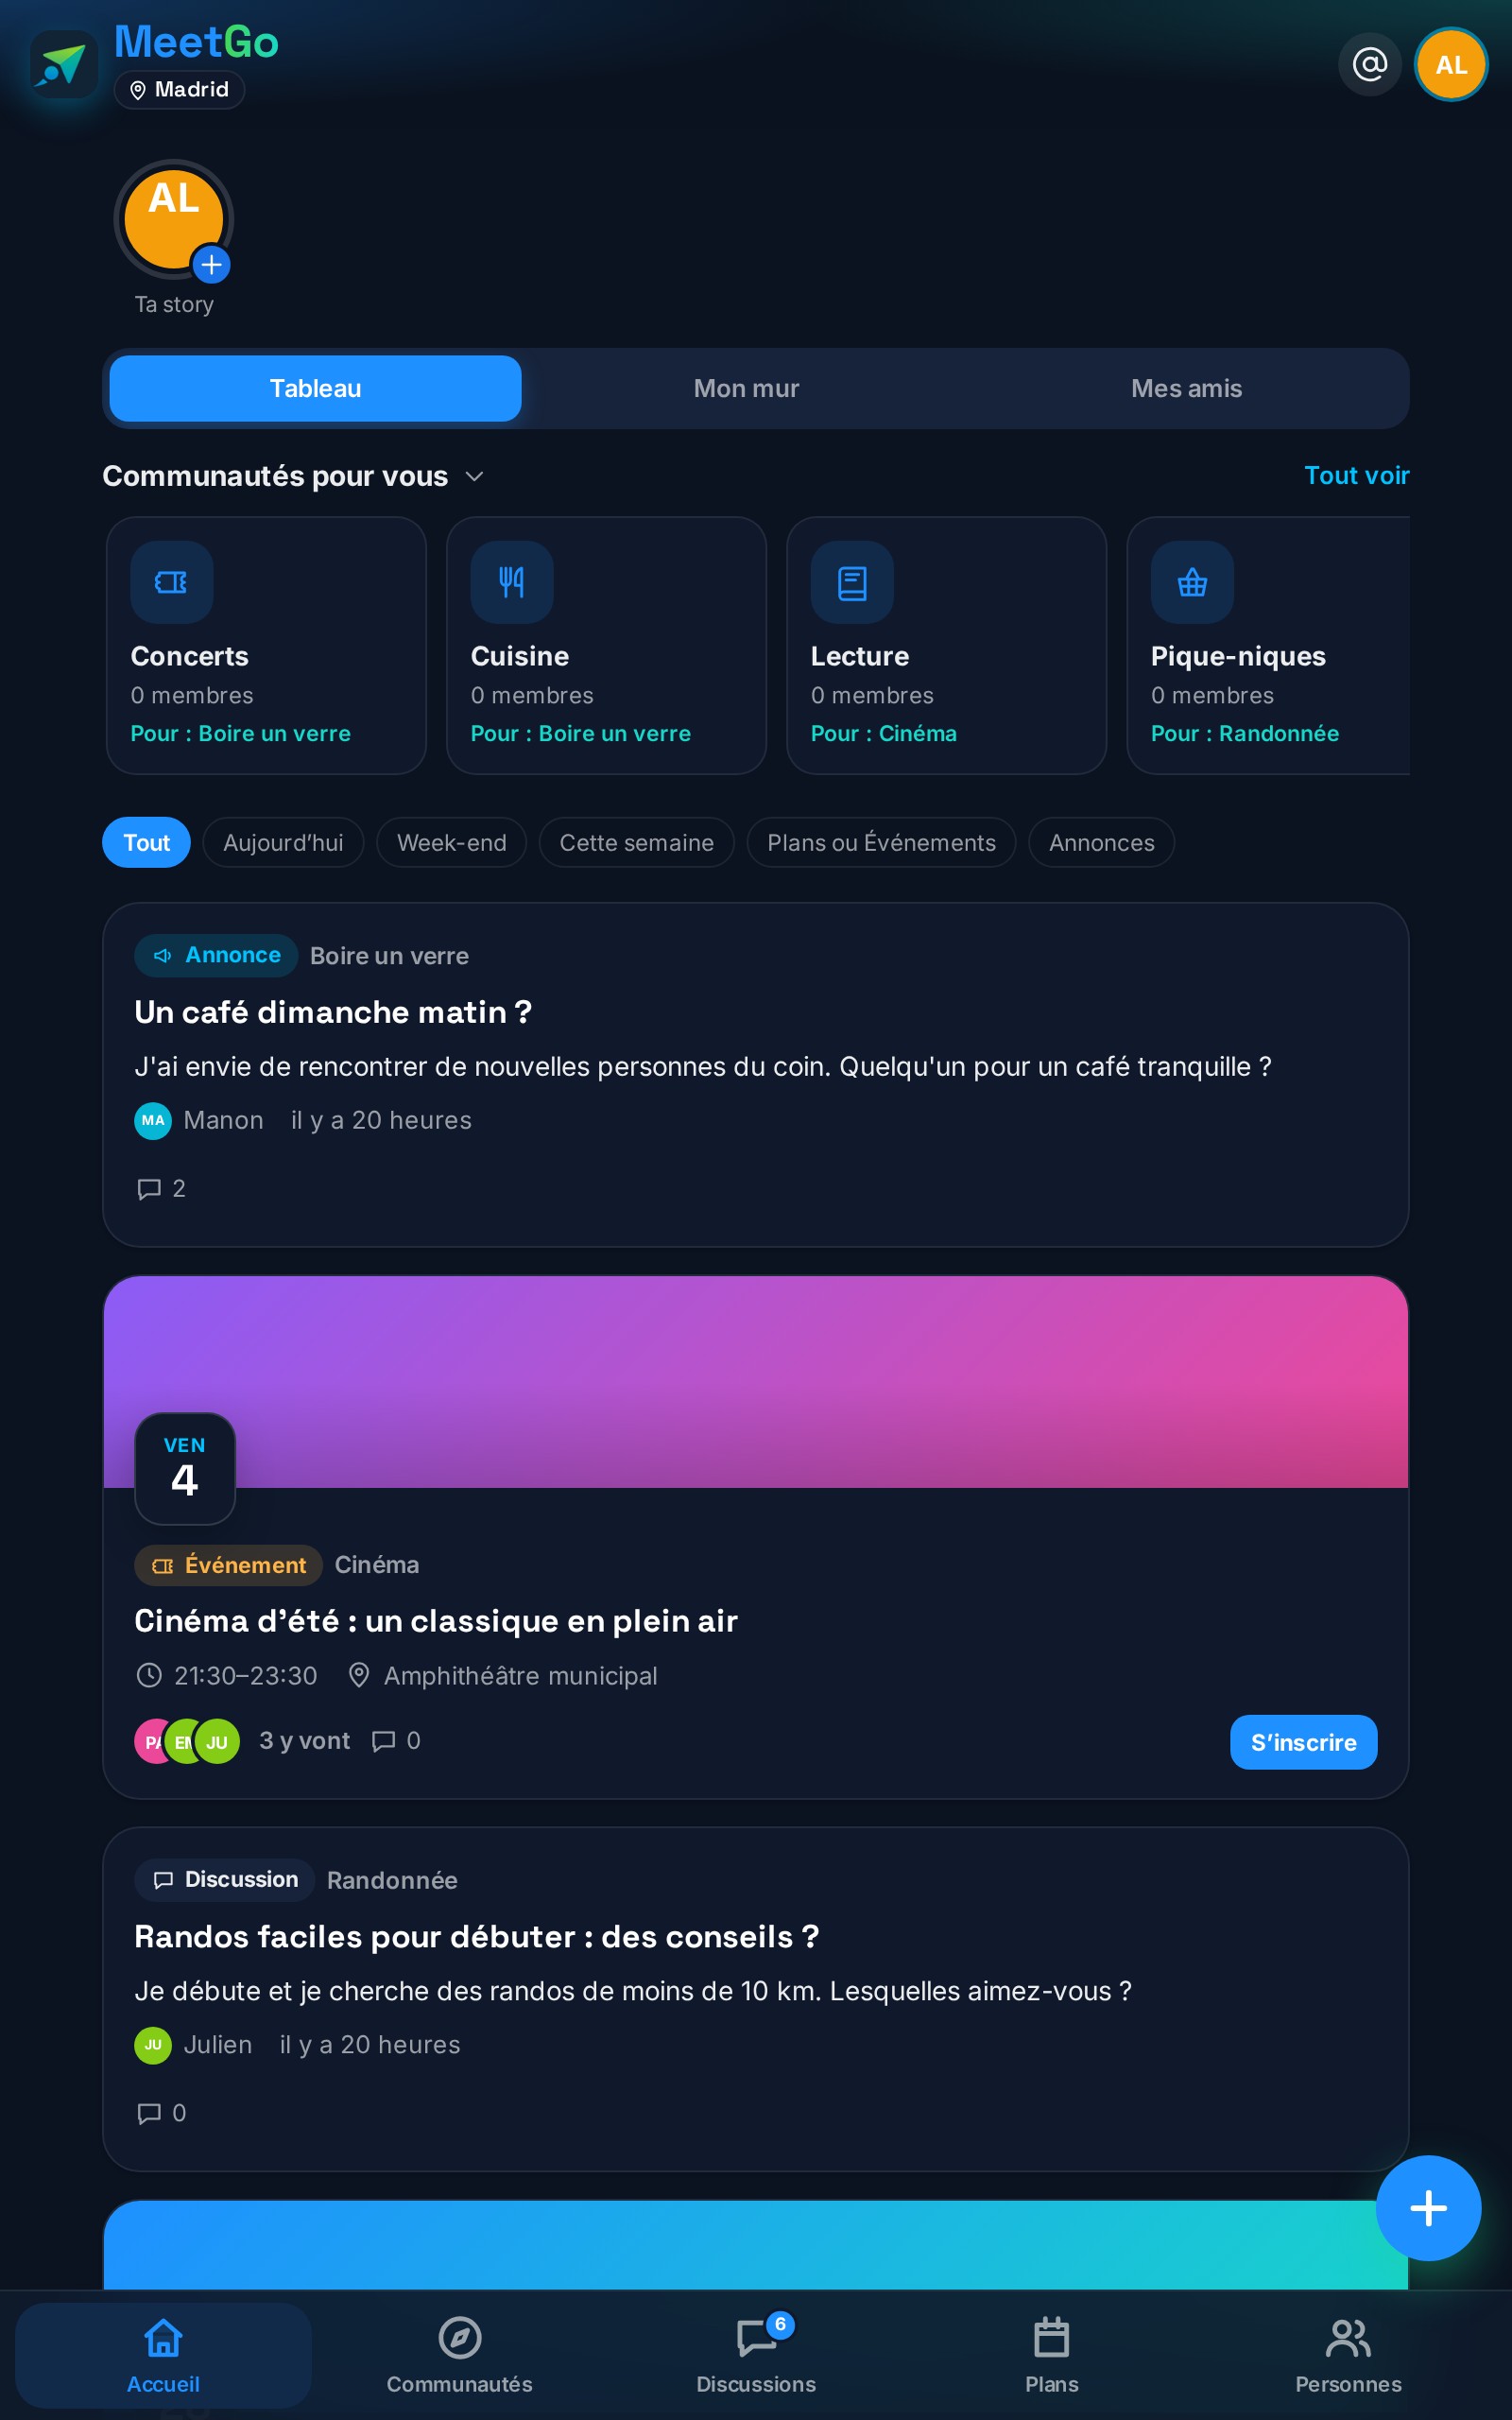 MeetGo
Madrid
AL
AL
Ta story
Tableau
Mon mur
Mes amis
Communautés pour vous
Tout voir
Concerts
0 membres
Pour : Boire un verre
Cuisine
0 membres
Pour : Boire un verre
Lecture
0 membres
Pour : Cinéma
Pique-niques
0 membres
Pour : Randonnée
Tout
Aujourd’hui
Week-end
Cette semaine
Plans ou Événements
Annonces
Annonce
Boire un verre
Un café dimanche matin ?
J'ai envie de rencontrer de nouvelles personnes du coin. Quelqu'un pour un café tranquille ?
MA
Manon
il y a 20 heures
2
VEN
4
Événement
Cinéma
Cinéma d’été : un classique en plein air
21:30–23:30
Amphithéâtre municipal
PA
EM
JU
3 y vont
0
S’inscrire
Discussion
Randonnée
Randos faciles pour débuter : des conseils ?
Je débute et je cherche des randos de moins de 10 km. Lesquelles aimez-vous ?
JU
Julien
il y a 20 heures
0
Accueil
Communautés
6
Discussions
Plans
Personnes